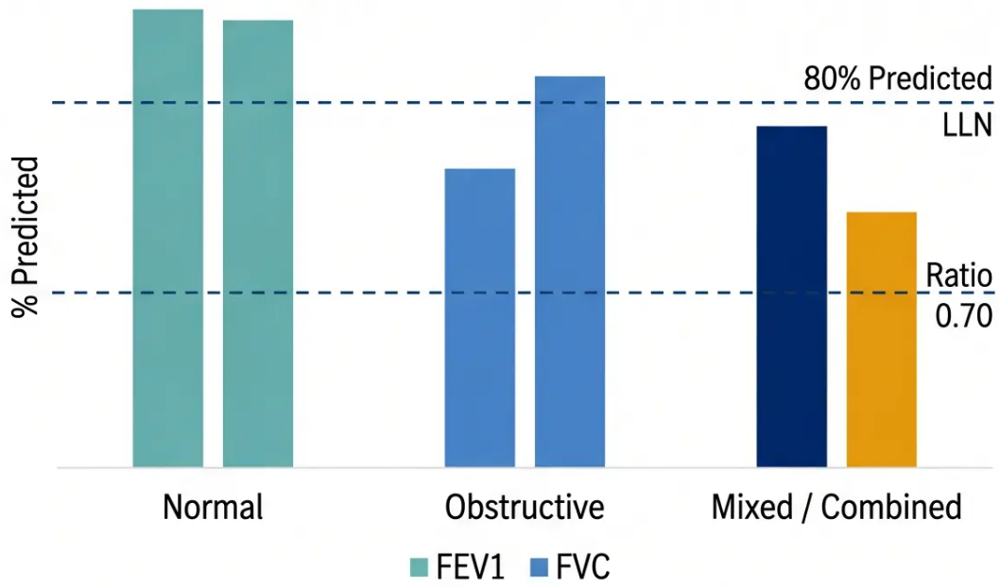 80% Predicted
LLN
% Predicted
Ratio
0.70
Normal
Obstructive
Mixed / Combined
FEV1
FVC